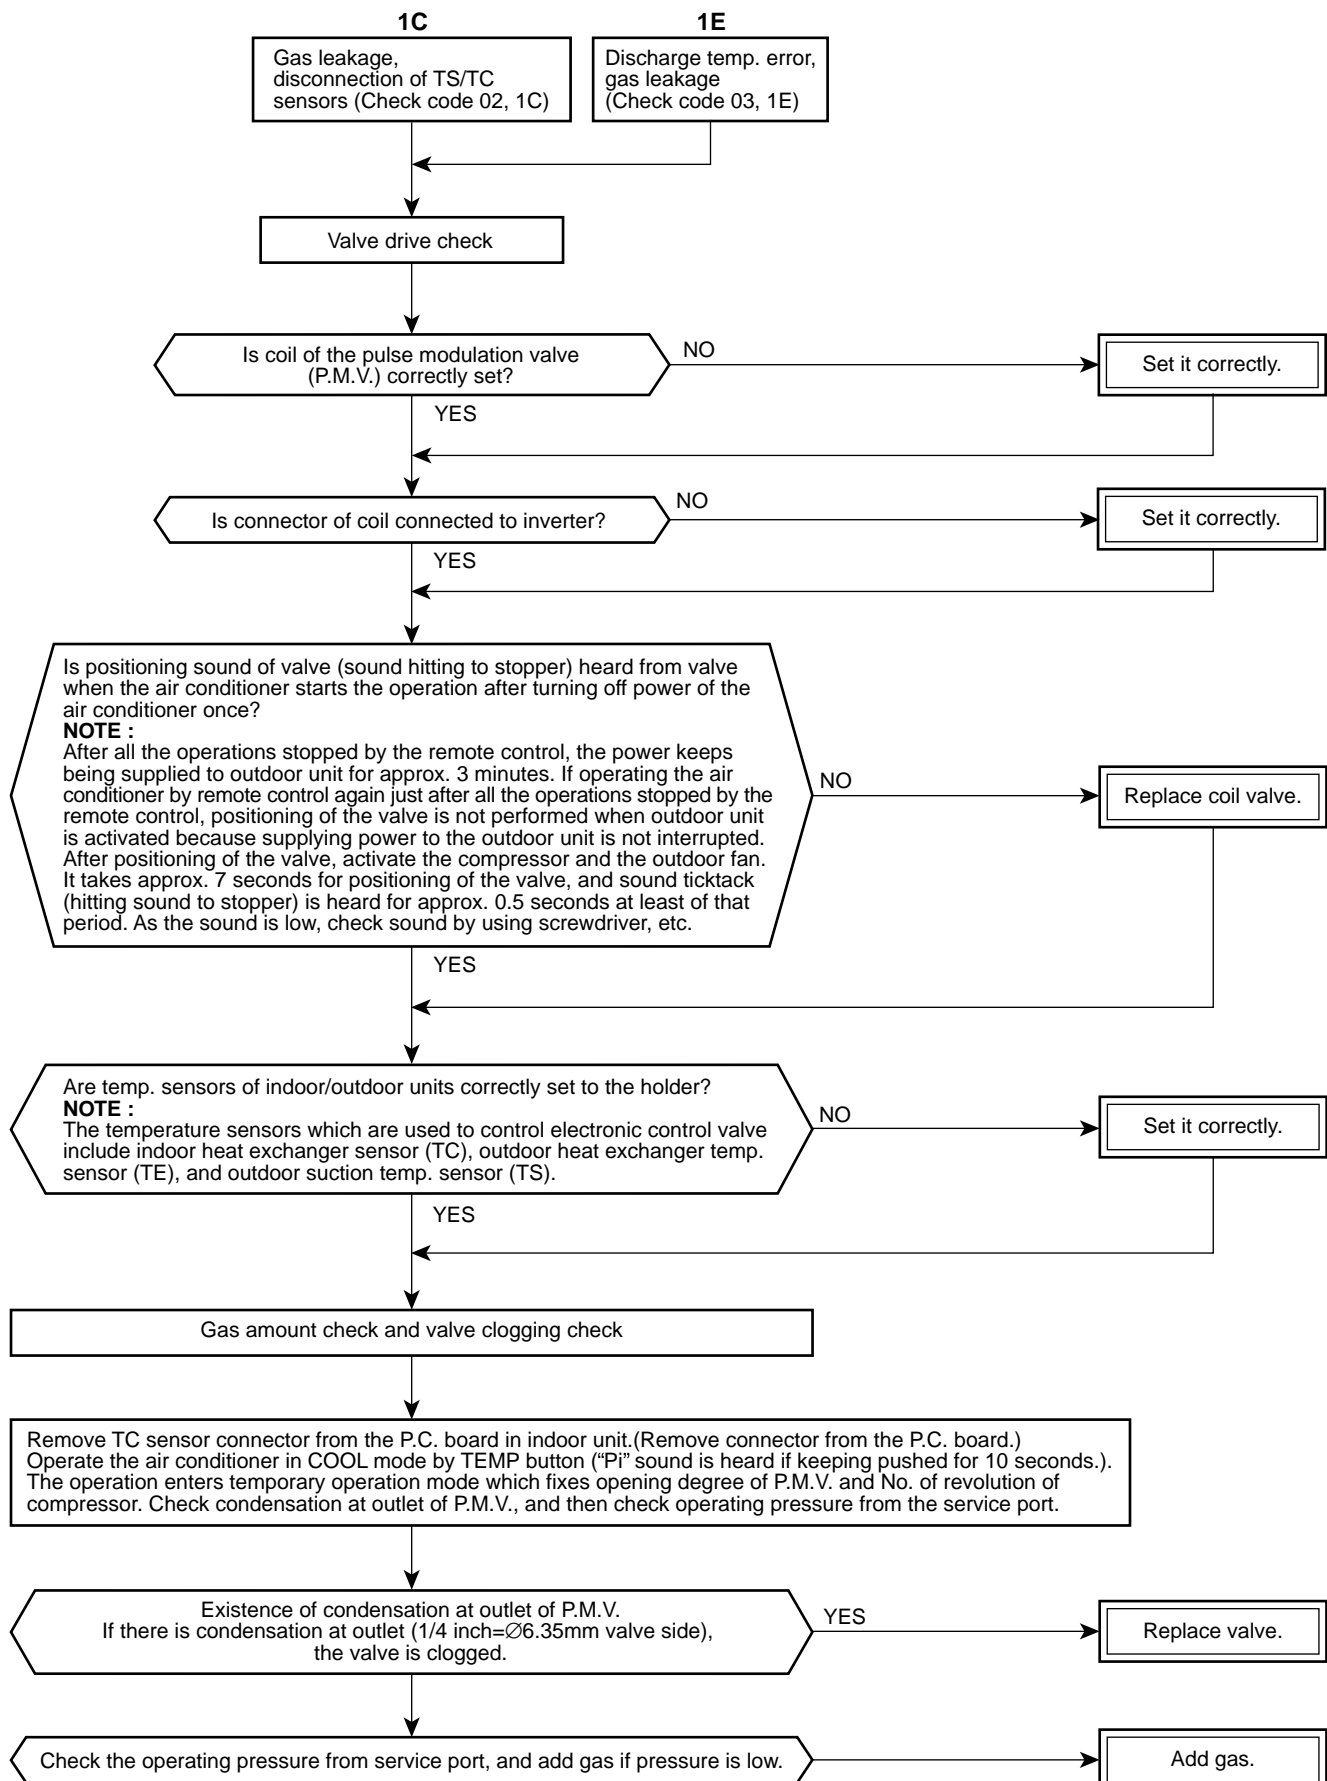 1C
1E
Gas leakage,
disconnection of TS/TC
sensors (Check code 02, 1C)
Discharge temp. error,
gas leakage
(Check code 03, 1E)
Valve drive check
Is coil of the pulse modulation valve
(P.M.V.) correctly set?
NO
Set it correctly.
YES
Is connector of coil connected to inverter?
NO
Set it correctly.
YES
Is positioning sound of valve (sound hitting to stopper) heard from valve
when the air conditioner starts the operation after turning off power of the
air conditioner once?
NOTE :
After all the operations stopped by the remote control, the power keeps
being supplied to outdoor unit for approx. 3 minutes. If operating the air
conditioner by remote control again just after all the operations stopped by the
remote control, positioning of the valve is not performed when outdoor unit
is activated because supplying power to the outdoor unit is not interrupted.
After positioning of the valve, activate the compressor and the outdoor fan.
It takes approx. 7 seconds for positioning of the valve, and sound ticktack
(hitting sound to stopper) is heard for approx. 0.5 seconds at least of that
period. As the sound is low, check sound by using screwdriver, etc.
NO
Replace coil valve.
YES
Are temp. sensors of indoor/outdoor units correctly set to the holder?
NOTE :
The temperature sensors which are used to control electronic control valve
include indoor heat exchanger sensor (TC), outdoor heat exchanger temp.
sensor (TE), and outdoor suction temp. sensor (TS).
NO
Set it correctly.
YES
Gas amount check and valve clogging check
Remove TC sensor connector from the P.C. board in indoor unit.(Remove connector from the P.C. board.)
Operate the air conditioner in COOL mode by TEMP button (“Pi” sound is heard if keeping pushed for 10 seconds.).
The operation enters temporary operation mode which fixes opening degree of P.M.V. and No. of revolution of
compressor. Check condensation at outlet of P.M.V., and then check operating pressure from the service port.
Existence of condensation at outlet of P.M.V.
If there is condensation at outlet (1/4 inch=∅6.35mm valve side),
the valve is clogged.
YES
Replace valve.
Check the operating pressure from service port, and add gas if pressure is low.
Add gas.